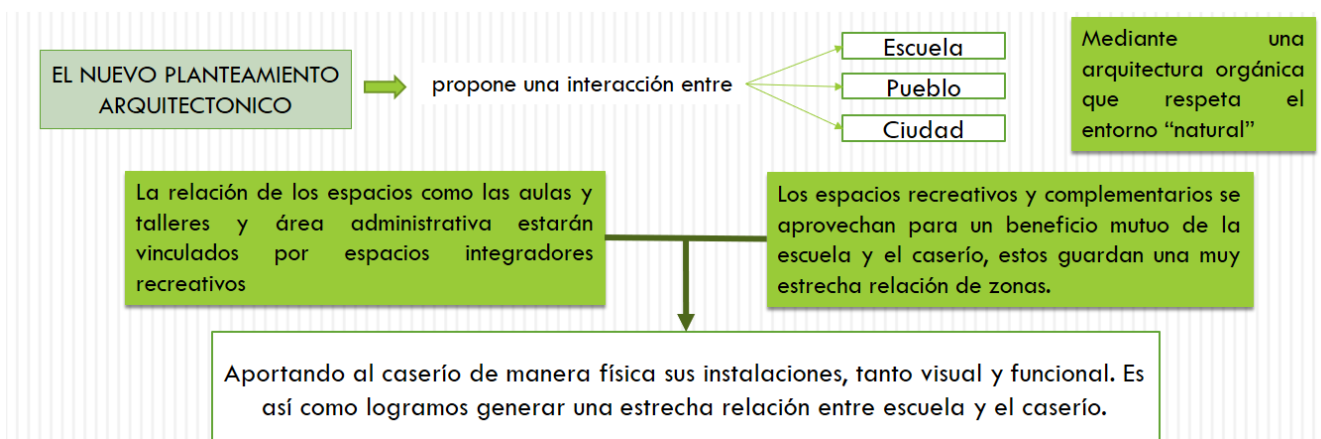 EL NUEVO PLANTEAMIENTO
ARQUITECTONICO
propone una interacción entre
Escuela
Pueblo
Ciudad
Mediante una
arquitectura orgánica
que respeta el
entorno “natural”
La relación de los espacios como las aulas y
talleres y área administrativa estarán
vinculados por espacios integradores
recreativos
Los espacios recreativos y complementarios se
aprovechan para un beneficio mutuo de la
escuela y el caserío, estos guardan una muy
estrecha relación de zonas.
Aportando al caserío de manera física sus instalaciones, tanto visual y funcional. Es
así como logramos generar una estrecha relación entre escuela y el caserío.